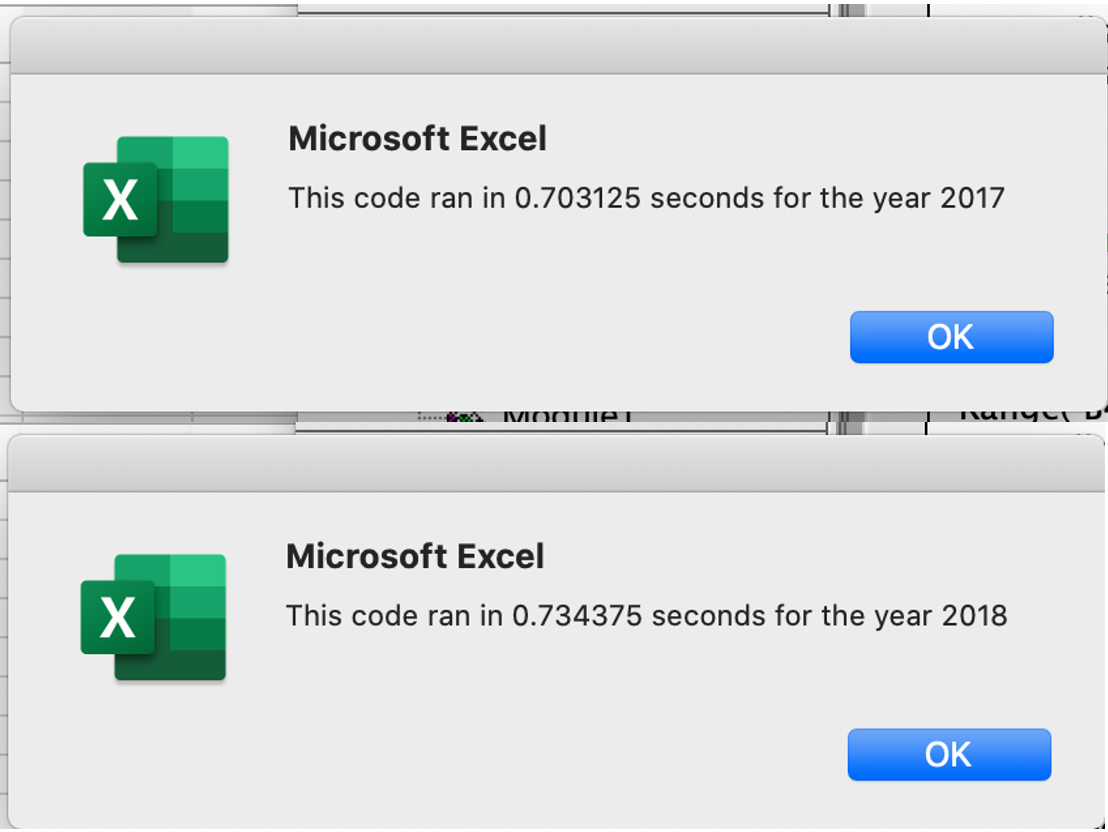 Microsoft Excel
X
This code ran in 0.703125 seconds for the year 2017
OK
Module1
Microsoft Excel
X
This code ran in 0.734375 seconds for the year 2018
OK